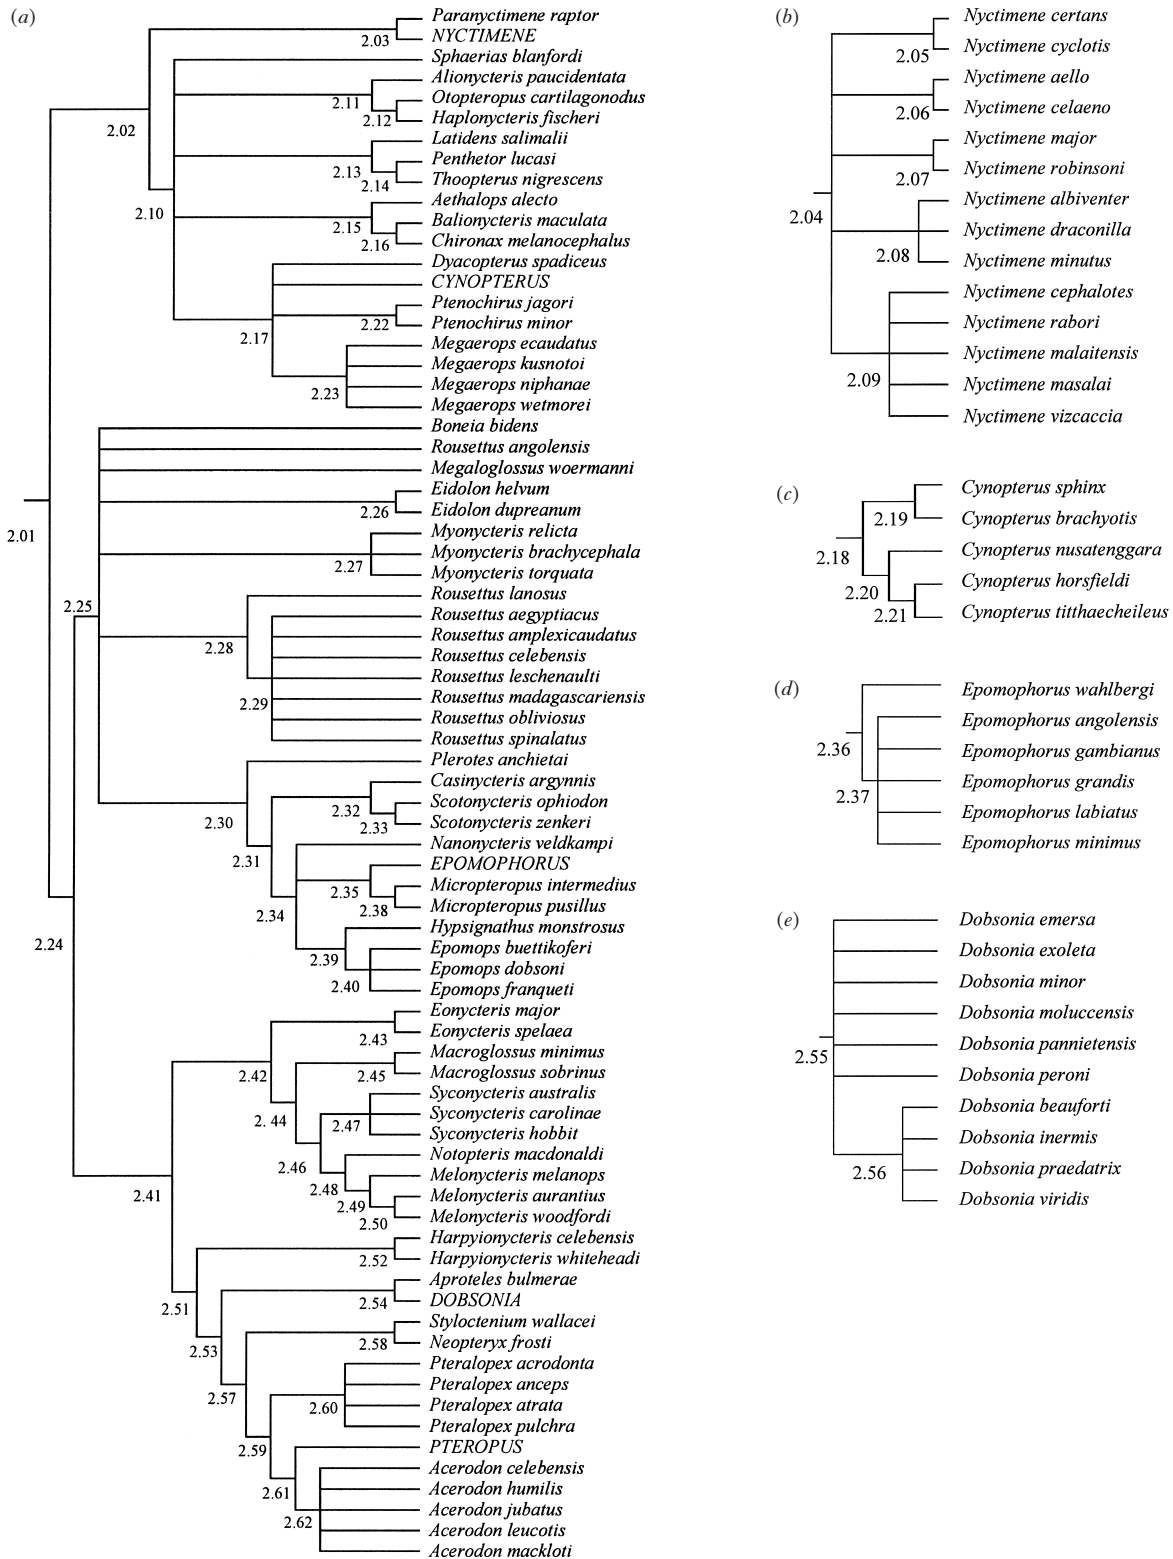 (a)
Paranyctimene raptor
2.03
NYCTIMENE
Sphaerias blanfordi
Alionycteris paucidentata
2.11
Otopteropus cartilagonodus
2.12
Haplonycteris fischeri
2.02
Latidens salimalii
Penthetor lucasi
2.13
2.14
Thoopterus nigrescens
Aethalops alecto
2.10
2.15
Balionycteris maculata
2.16
Chironax melanocephalus
Dyacopterus spadiceus
CYNOPTERUS
Ptenochirus jagori
2.22
Ptenochirus minor
2.17
Megaerops ecaudatus
Megaerops kusnotoi
2.23
Megaerops niphanae
Megaerops wetmorei
Boneia bidens
Rousettus angolensis
Megaloglossus woermanni
Eidolon helvum
2.26
Eidolon dupreanum
2.01
Myonycteris relicta
Myonycteris brachycephala
2.27
Myonycteris torquata
Rousettus lanosus
2.25
Rousettus aegyptiacus
Rousettus amplexicaudatus
2.28
Rousettus celebensis
Rousettus leschenaulti
2.29
Rousettus madagascariensis
Rousettus obliviosus
Rousettus spinalatus
Plerotes anchietai
Casinycteris argynnis
2.32
Scotonycteris ophiodon
2.30
2.33
Scotonycteris zenkeri
Nanonycteris veldkampi
2.31
EPOMOPHORUS
2.35
Micropteropus intermedius
2.34
2.38
Micropteropus pusillus
Hypsignathus monstrosus
2.24
2.39
Epomops buettikoferi
Epomops dobsoni
2.40
Epomops franqueti
Eonycteris major
2.43
Eonycteris spelaea
Macroglossus minimus
2.42
2.45
Macroglossus sobrinus
Syconycteris australis
2. 44
2.47
Syconycteris carolinae
Syconycteris hobbit
2.46
Notopteris macdonaldi
2.41
2.48
Melonycteris melanops
2.49
Melonycteris aurantius
2.50
Melonycteris woodfordi
Harpyionycteris celebensis
2.52
Harpyionycteris whiteheadi
Aproteles bulmerae
2.51
2.54
DOBSONIA
Styloctenium wallacei
2.53
2.58
Neopteryx frosti
Pteralopex acrodonta
2.57
Pteralopex anceps
2.60
Pteralopex atrata
Pteralopex pulchra
2.59
PTEROPUS
Acerodon celebensis
2.61
Acerodon humilis
Acerodon jubatus
2.62
Acerodon leucotis
Acerodon mackloti
(b)
Nyctimene certans
2.05
Nyctimene cyclotis
Nyctimene aello
2.06
Nyctimene celaeno
Nyctimene major
2.07
Nyctimene robinsoni
Nyctimene albiventer
2.04
Nyctimene draconilla
2.08
Nyctimene minutus
Nyctimene cephalotes
Nyctimene rabori
Nyctimene malaitensis
2.09
Nyctimene masalai
Nyctimene vizcaccia
(c)
Cynopterus sphinx
2.19
Cynopterus brachyotis
2.18
Cynopterus nusatenggara
2.20
Cynopterus horsfieldi
2.21
Cynopterus titthaecheileus
(d)
Epomophorus wahlbergi
Epomophorus angolensis
2.36
Epomophorus gambianus
Epomophorus grandis
2.37
Epomophorus labiatus
Epomophorus minimus
(e)
Dobsonia emersa
Dobsonia exoleta
Dobsonia minor
Dobsonia moluccensis
2.55
Dobsonia pannietensis
Dobsonia peroni
Dobsonia beauforti
Dobsonia inermis
2.56
Dobsonia praedatrix
Dobsonia viridis